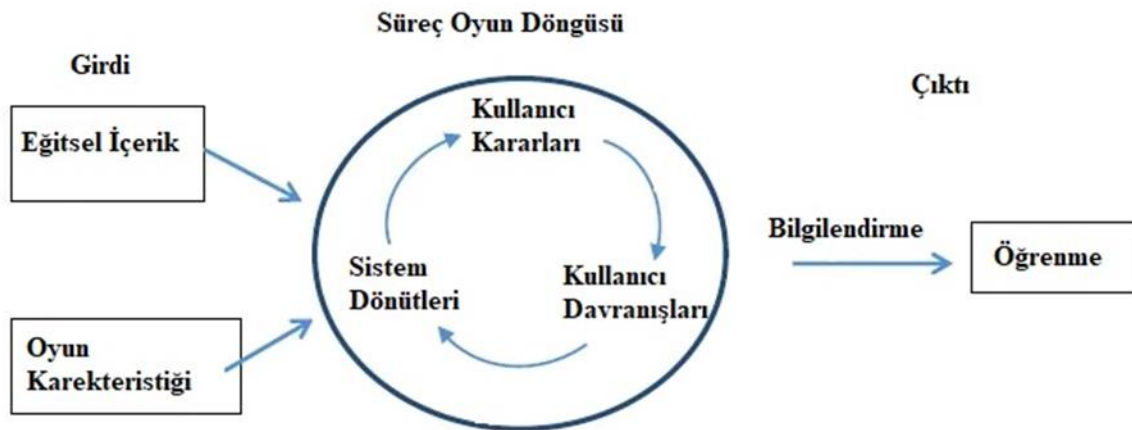 Süreç Oyun Döngüsü
Girdi
Çıktı
Eğitsel İçerik
Kullanıcı
Kararları
Bilgilendirme
Öğrenme
Sistem
Dönütleri
Kullanıcı
Davranışları
Oyun
Karekteristiği